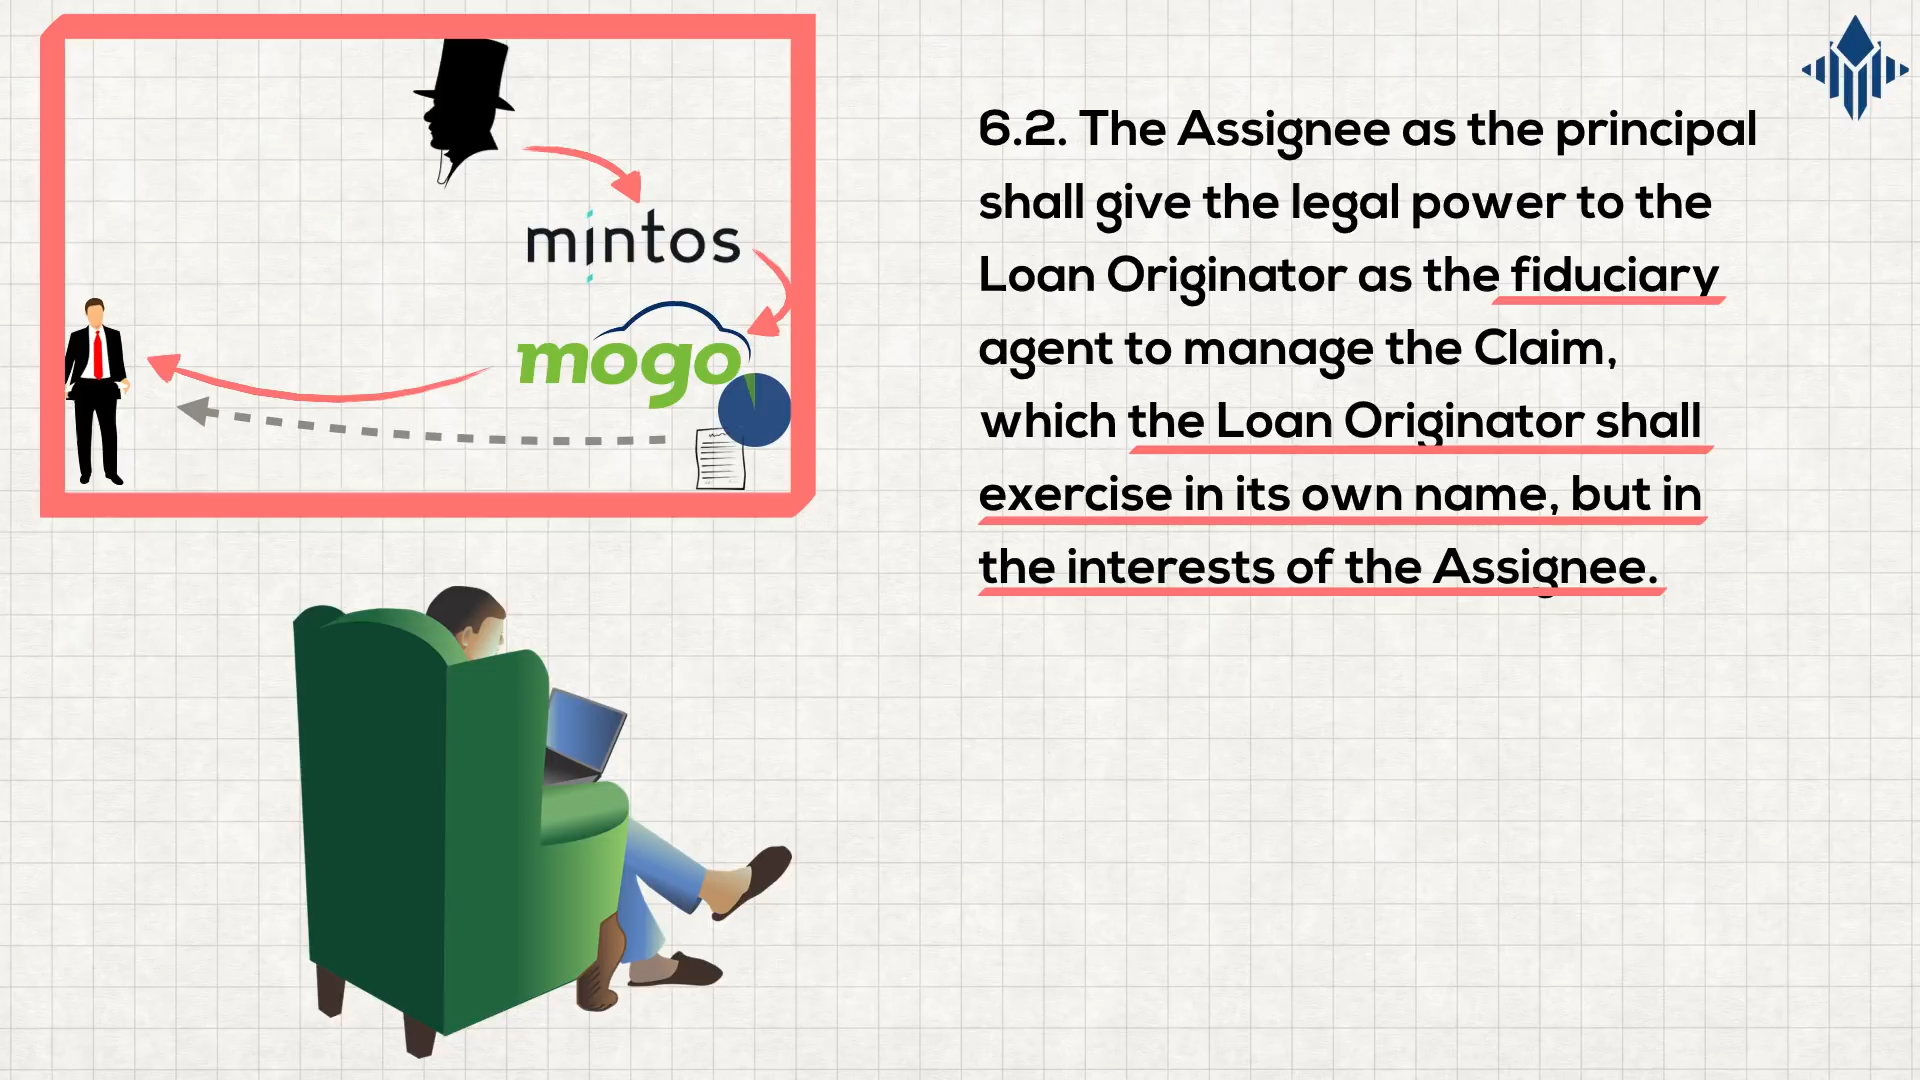 mintos
mogo
6.2. The Assignee as the principal
shall give the legal power to the
Loan Originator as the fiduciary
agent to manage the Claim,
which the Loan Originator shall
exercise in its own name, but in
the interests of the Assignee.